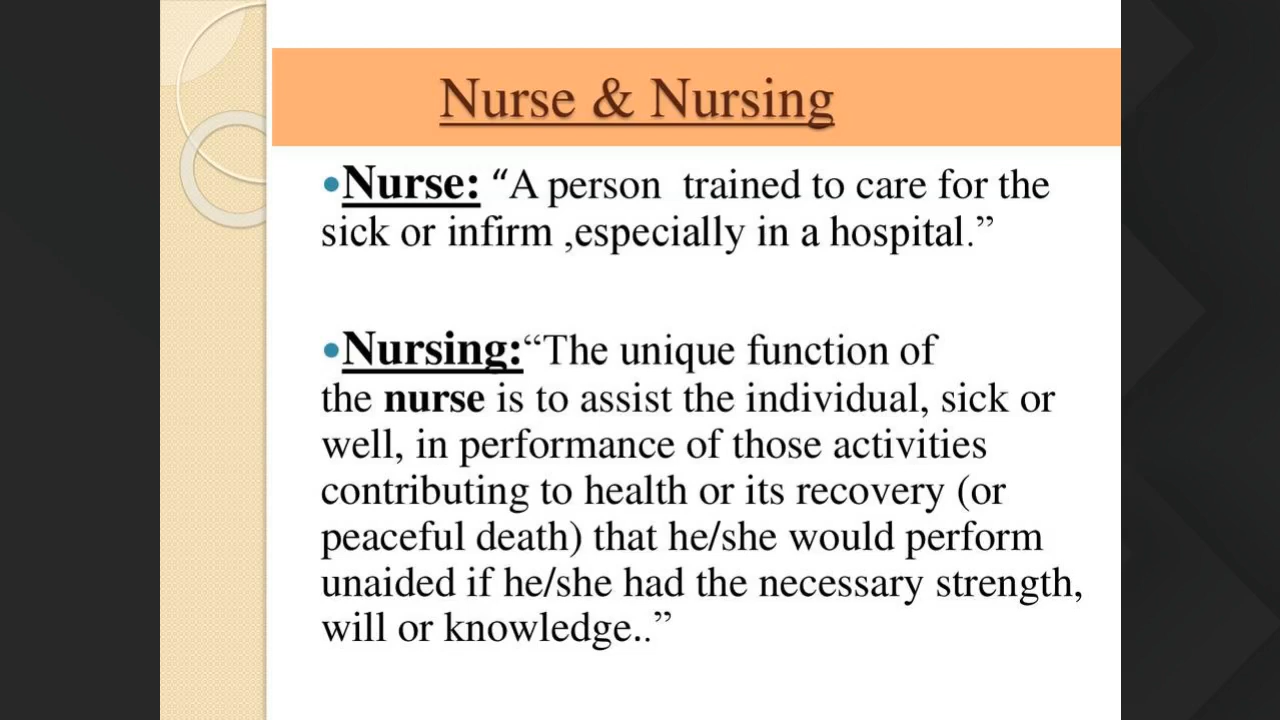 Nurse & Nursing
•Nurse: “A person  trained to care for the
sick or infirm ,especially in a hospital.”
•Nursing:“The unique function of
the nurse is to assist the individual, sick or
well, in performance of those activities
contributing to health or its recovery (or
peaceful death) that he/she would perform
unaided if he/she had the necessary strength,
will or knowledge..”